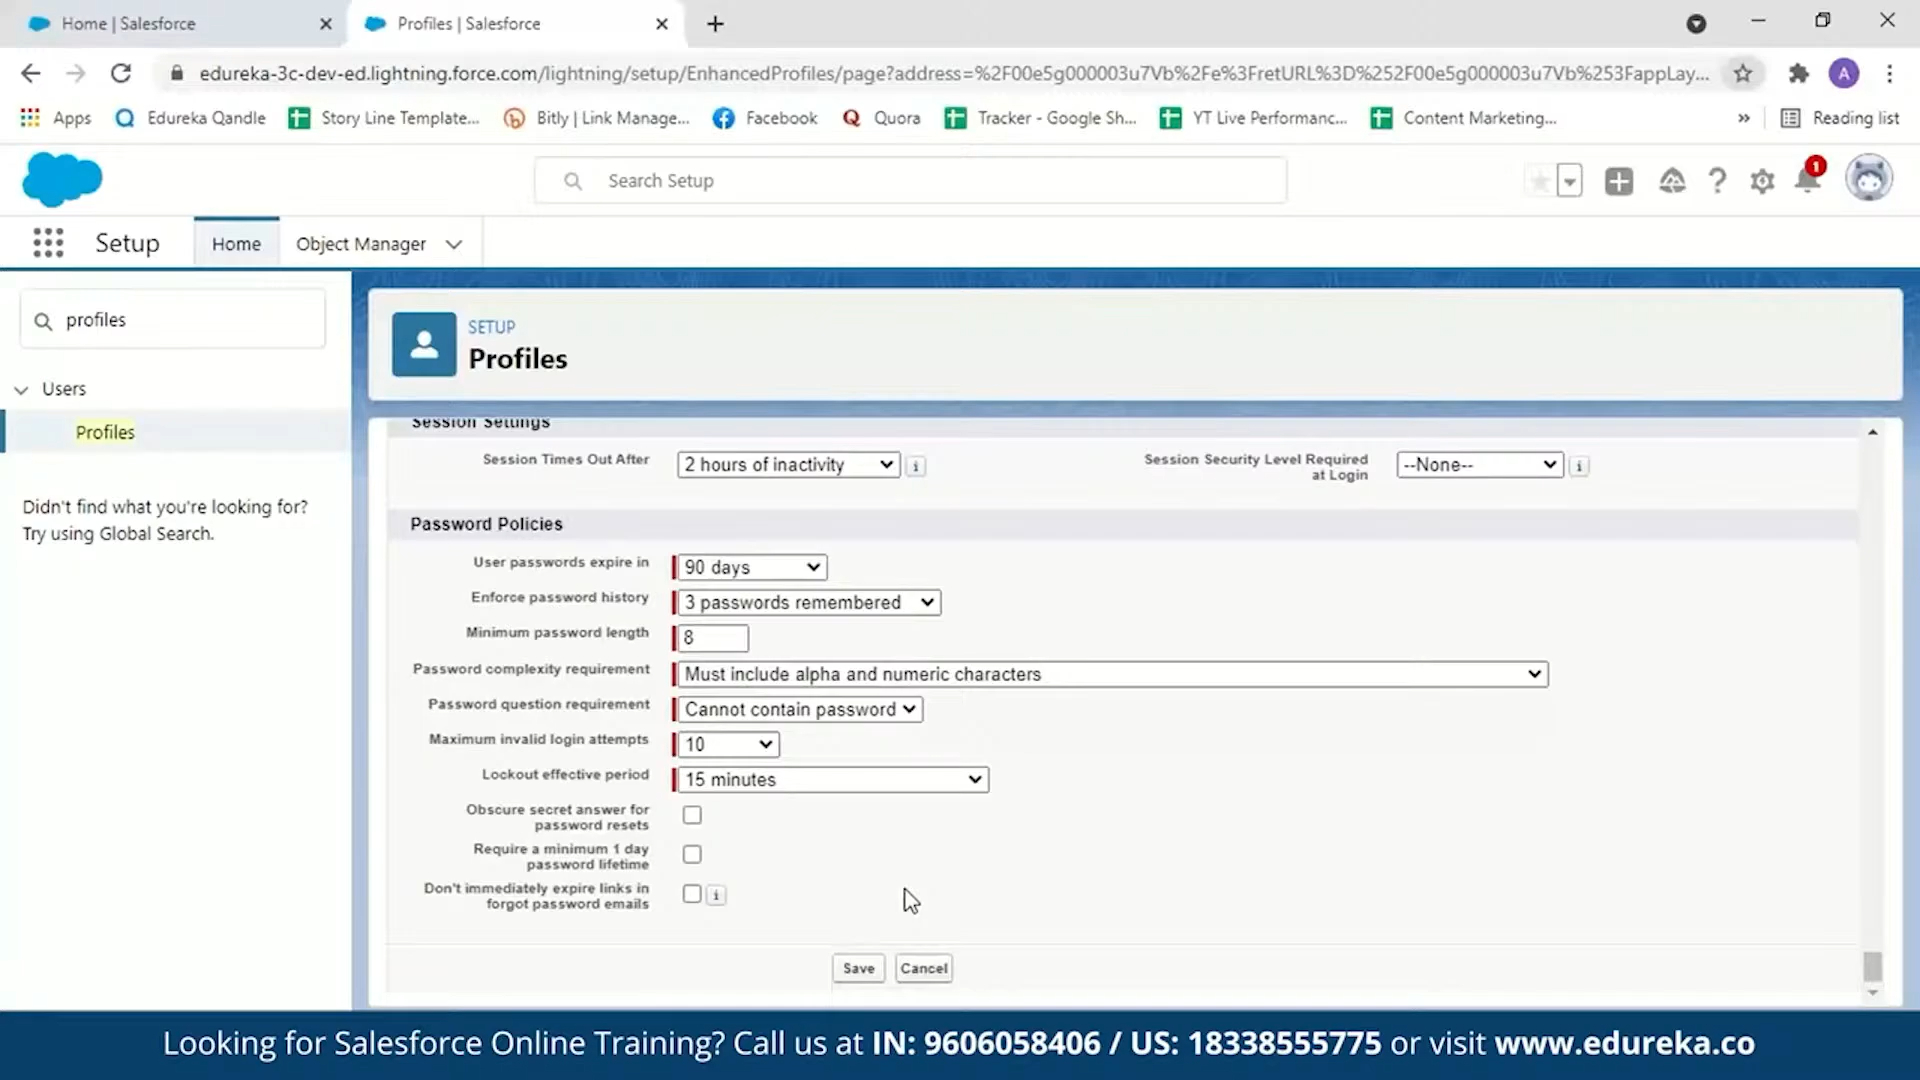 Home | Salesforce
Profiles | Salesforce
edureka-3c-dev-ed.lightning.force.com/lightning/setup/EnhancedProfiles/page?address=%2F00e5g000003u7Vb%2Fe%3FretURL%3D%252F00e5g000003u7Vb%253FappLay...
A
Apps
Edureka Qandle
Story Line Template...
Bitly | Link Manage...
Facebook
Quora
Tracker - Google Sh...
YT Live Performanc...
Content Marketing...
»
Reading list
Search Setup
1
Setup
Home
Object Manager
profiles
Users
Profiles
Didn't find what you're looking for?
Try using Global Search.
SETUP
Profiles
Session Settings
Session Times Out After
2 hours of inactivity
Session Security Level Required
at Login
--None--
Password Policies
User passwords expire in
90 days
Enforce password history
3 passwords remembered
Minimum password length
8
Password complexity requirement
Must include alpha and numeric characters
Password question requirement
Cannot contain password
Maximum invalid login attempts
10
Lockout effective period
15 minutes
Obscure secret answer for
password resets
Require a minimum 1 day
password lifetime
Don't immediately expire links in
forgot password emails
Save
Cancel
Looking for Salesforce Online Training? Call us at IN: 9606058406 / US: 18338555775 or visit www.edureka.co